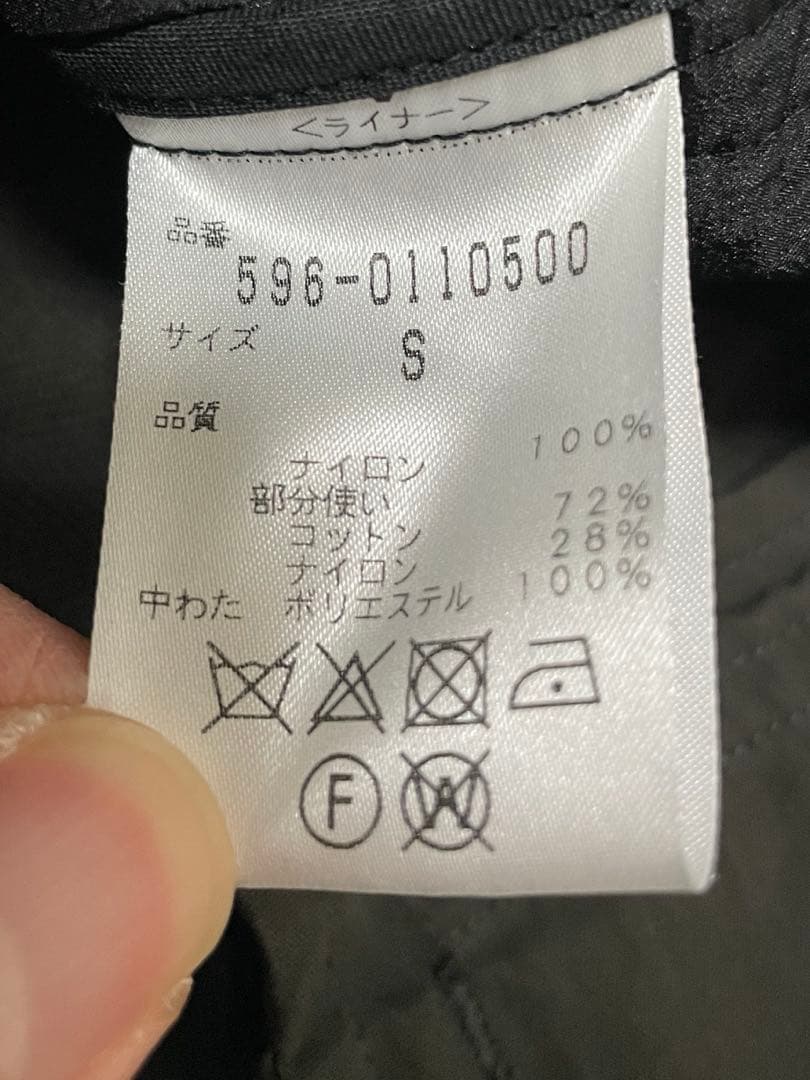 <ライナー>
品番
596-0110500
サイズ S
品質
ナイロン 100%
部分使い
コットン 72%
ナイロン 28%
中わた ポリエステル 100%
F
W A